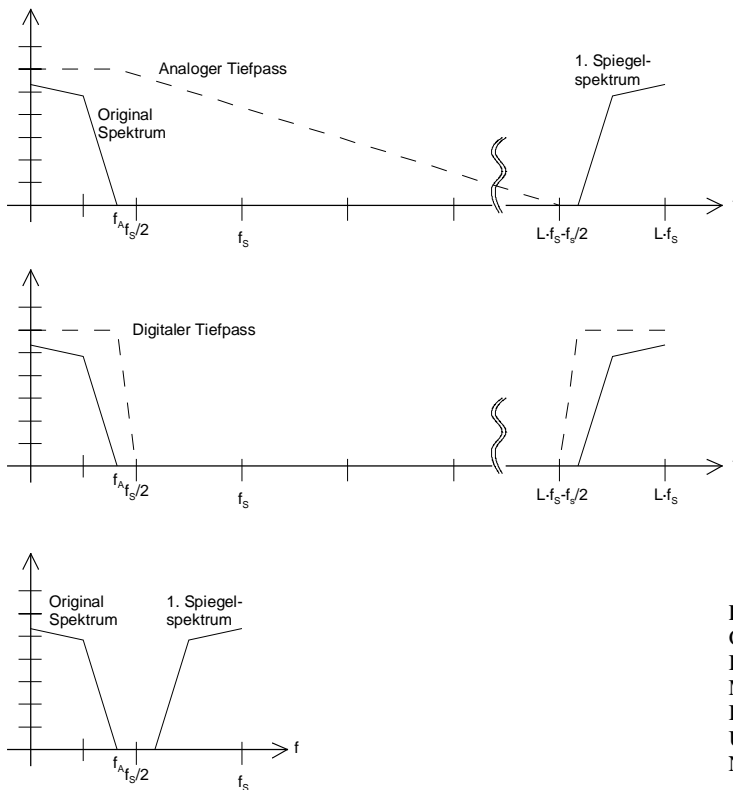 Analoger Tiefpass
1. Spiegel-
spektrum
Original
Spektrum
f_A f_S/2
f_S
L·f_S-f_s/2
L·f_S
Digitaler Tiefpass
f_A f_S/2
f_S
L·f_S-f_s/2
L·f_S
Original
Spektrum
1. Spiegel-
spektrum
f
f_A f_S/2
f_S